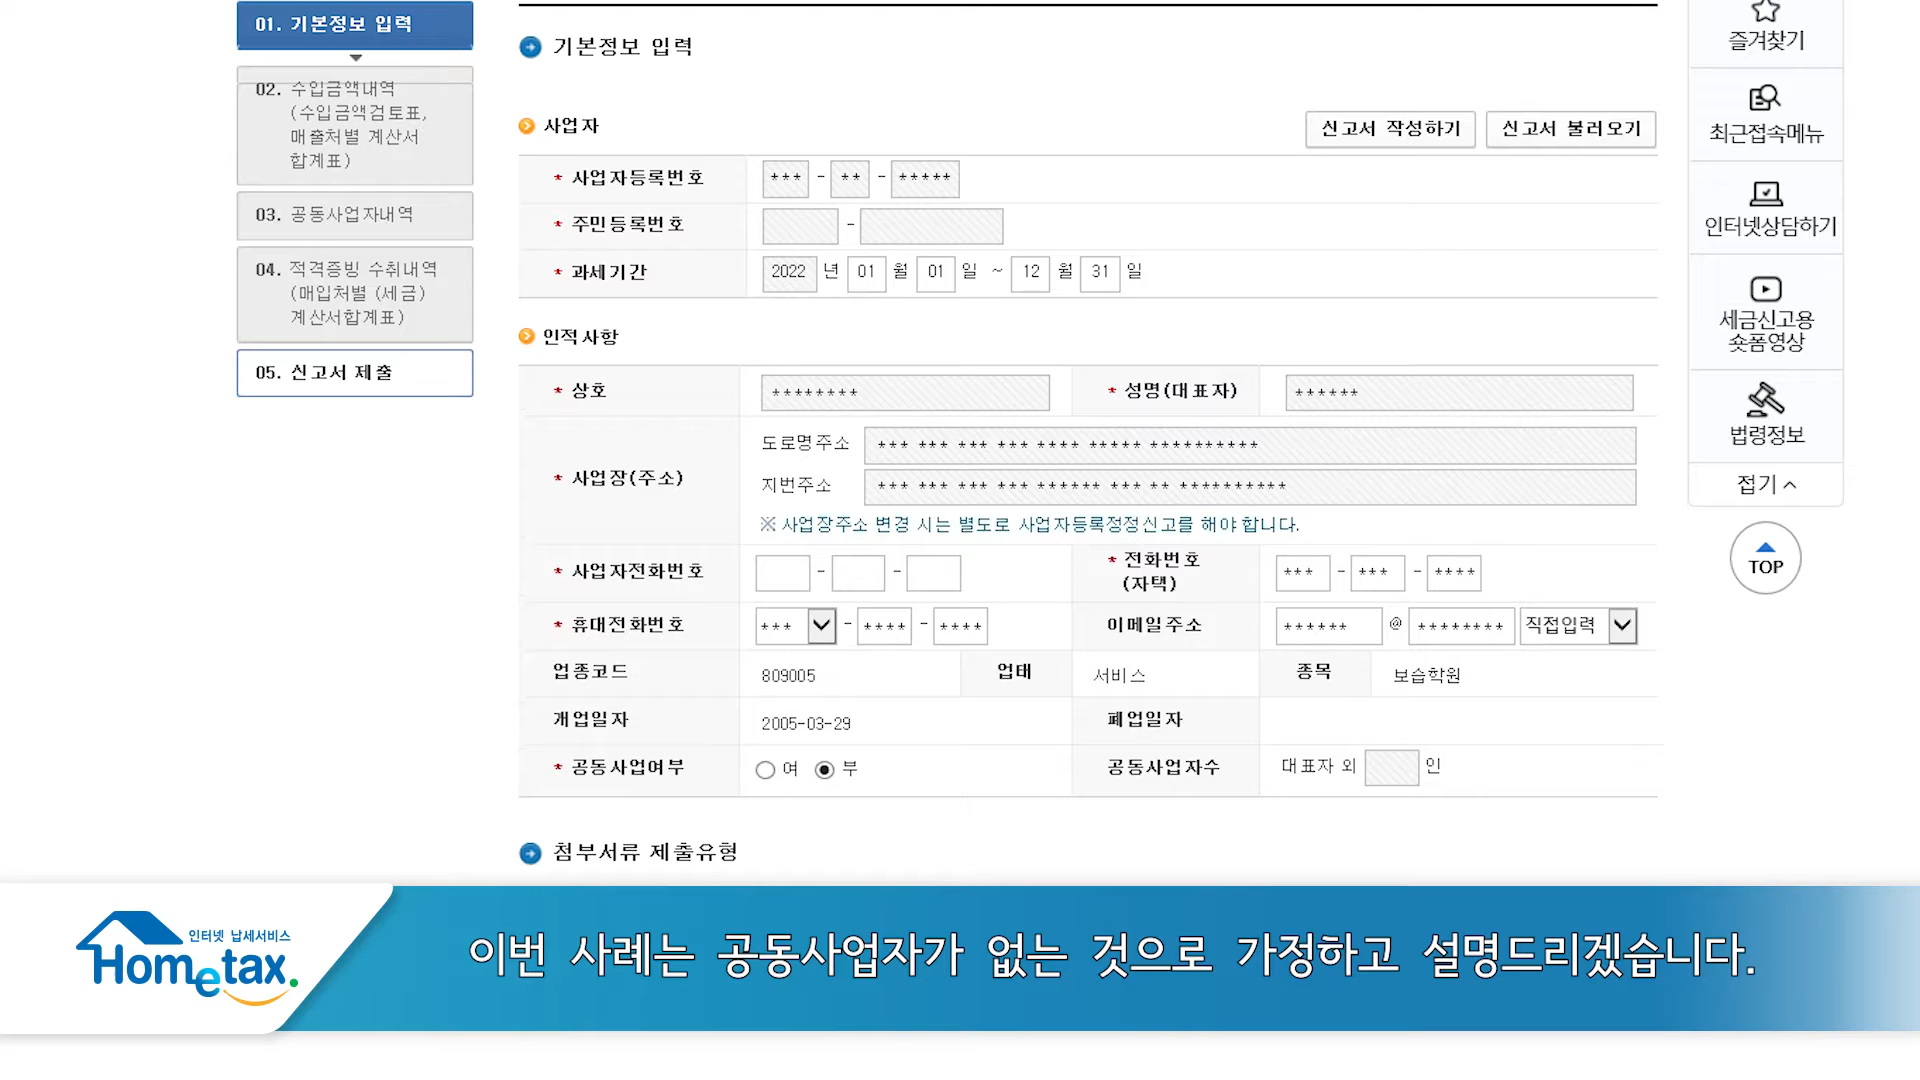 01. 기본정보 입력
02. 수입금액내역
(수입금액검토표,
매출처별 계산서
합계표)
03. 공동사업자내역
04. 적격증빙 수취내역
(매입처별 (세금)
계산서합계표)
05. 신고서 제출
기본정보 입력
사업자
신고서 작성하기 신고서 불러오기
* 사업자등록번호 *** - ** - *****
* 주민등록번호 -
* 과세기간 2022 년 01 월 01 일 ~ 12 월 31 일
인적사항
* 상호 ******** * 성명(대표자) ******
* 사업장(주소)
도로명주소 *** *** *** *** **** ***** **********
지번주소 *** *** *** *** ****** *** ** **********
※ 사업장주소 변경 시는 별도로 사업자등록정정신고를 해야 합니다.
* 사업자전화번호 - - * 전화번호
(자택) *** - *** - ****
* 휴대전화번호 *** - **** - **** 이메일주소 ****** @ ******** 직접입력
업종코드 809005 업태 서비스 종목 보습학원
개업일자 2005-03-29 폐업일자
* 공동사업여부 여 부 공동사업자수 대표자 외 인
첨부서류 제출유형
즐겨찾기
최근접속메뉴
인터넷상담하기
세금신고용
숏폼영상
법령정보
접기
TOP
인터넷 납세서비스
Hometax.
이번 사례는 공동사업자가 없는 것으로 가정하고 설명드리겠습니다.